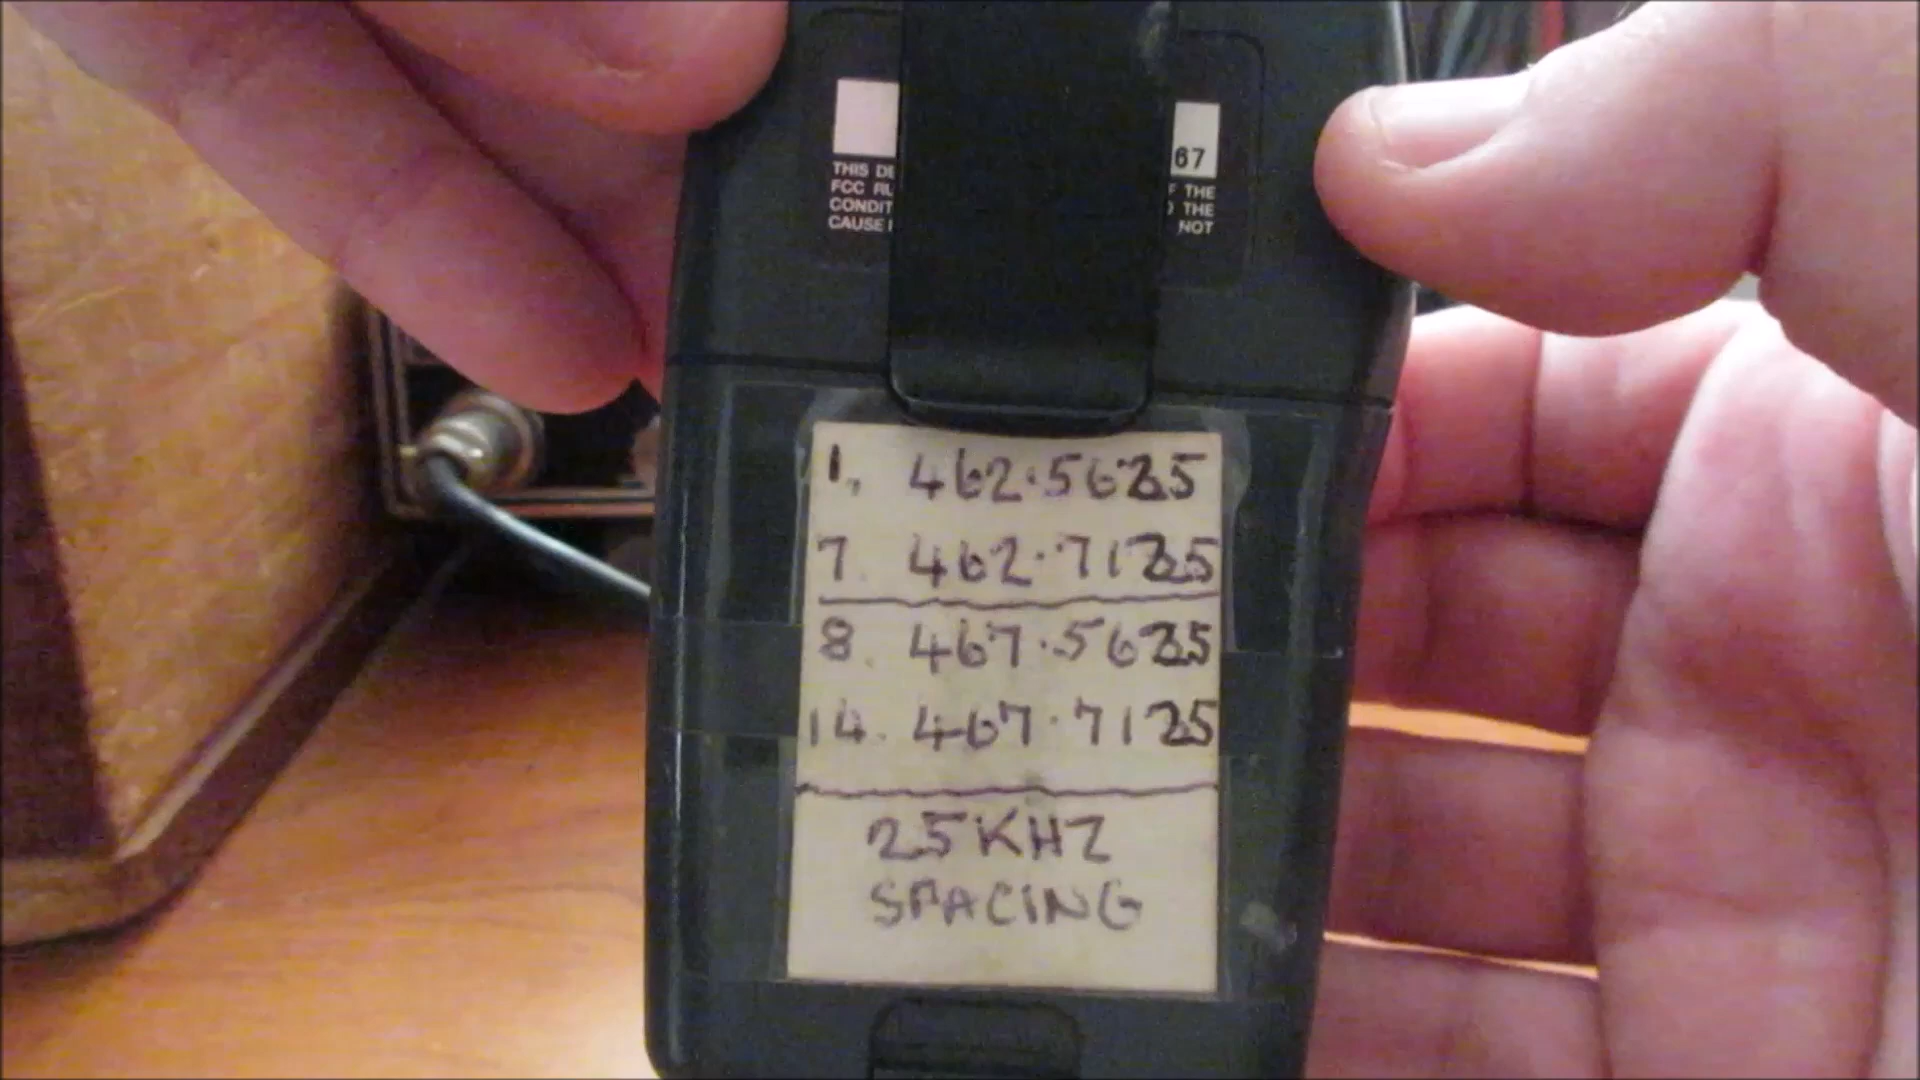 67
THIS DE
FCC RU
CONDIT
CAUSE
F THE
THE
NOT
1. 462.5625
7. 462.7125
8. 467.5625
14. 467.7125
25KHZ
SPACING